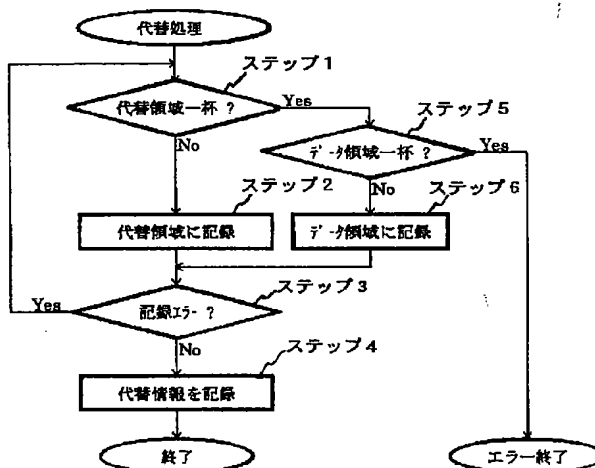 代替処理
ステップ1
代替領域一杯 ?
Yes
ステップ5
No
データ領域一杯 ?
Yes
ステップ2
No
ステップ6
代替領域に記録
データ領域に記録
ステップ3
Yes
記録エラー ?
No
ステップ4
代替情報を記録
終了
エラー終了